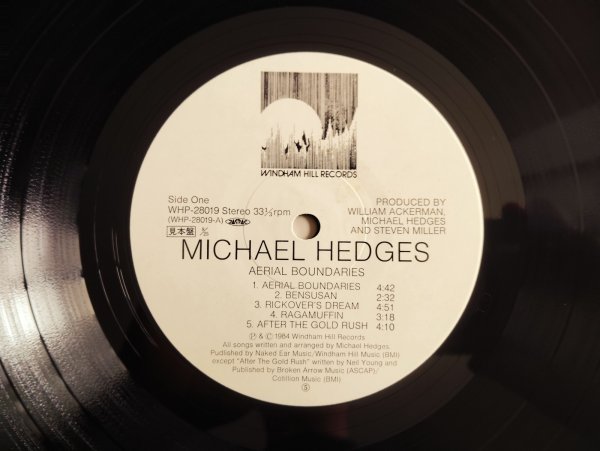 WINDHAM HILL RECORDS
Side One
WHP-28019 Stereo 33⅓rpm
(WHP-28019-A)
見本盤
PRODUCED BY
WILLIAM ACKERMAN,
MICHAEL HEDGES
AND STEVEN MILLER
MICHAEL HEDGES
AERIAL BOUNDARIES
1. AERIAL BOUNDARIES 4:42
2. BENSUSAN 2:32
3. RICKOVER'S DREAM 4:51
4. RAGAMUFFIN 3:18
5. AFTER THE GOLD RUSH 4:10
℗ & © 1984 Windham Hill Records
All songs written and arranged by Michael Hedges.
Pudlished by Naked Ear Music/Windham Hill Music (BMI)
except "After The Gold Rush" written by Neil Young and
Published by Broken Arrow Music (ASCAP)/
Cotillion Music (BMI)
Ⓢ